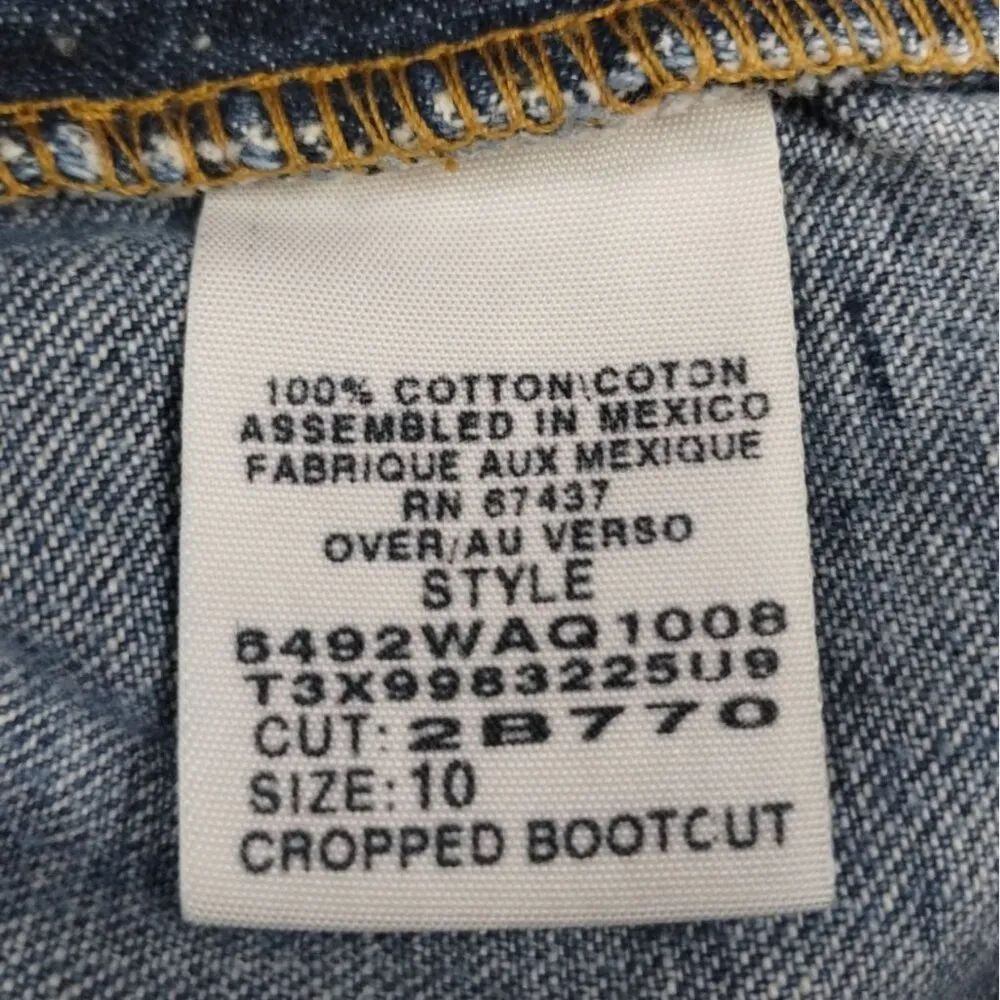 100% COTTON\COTON
ASSEMBLED IN MEXICO
FABRIQUE AUX MEXIQUE
RN 67437
OVER/AU VERSO
STYLE
6492WAQ1008
T3X9983225U9
CUT: 2B770
SIZE: 10
CROPPED BOOTCUT